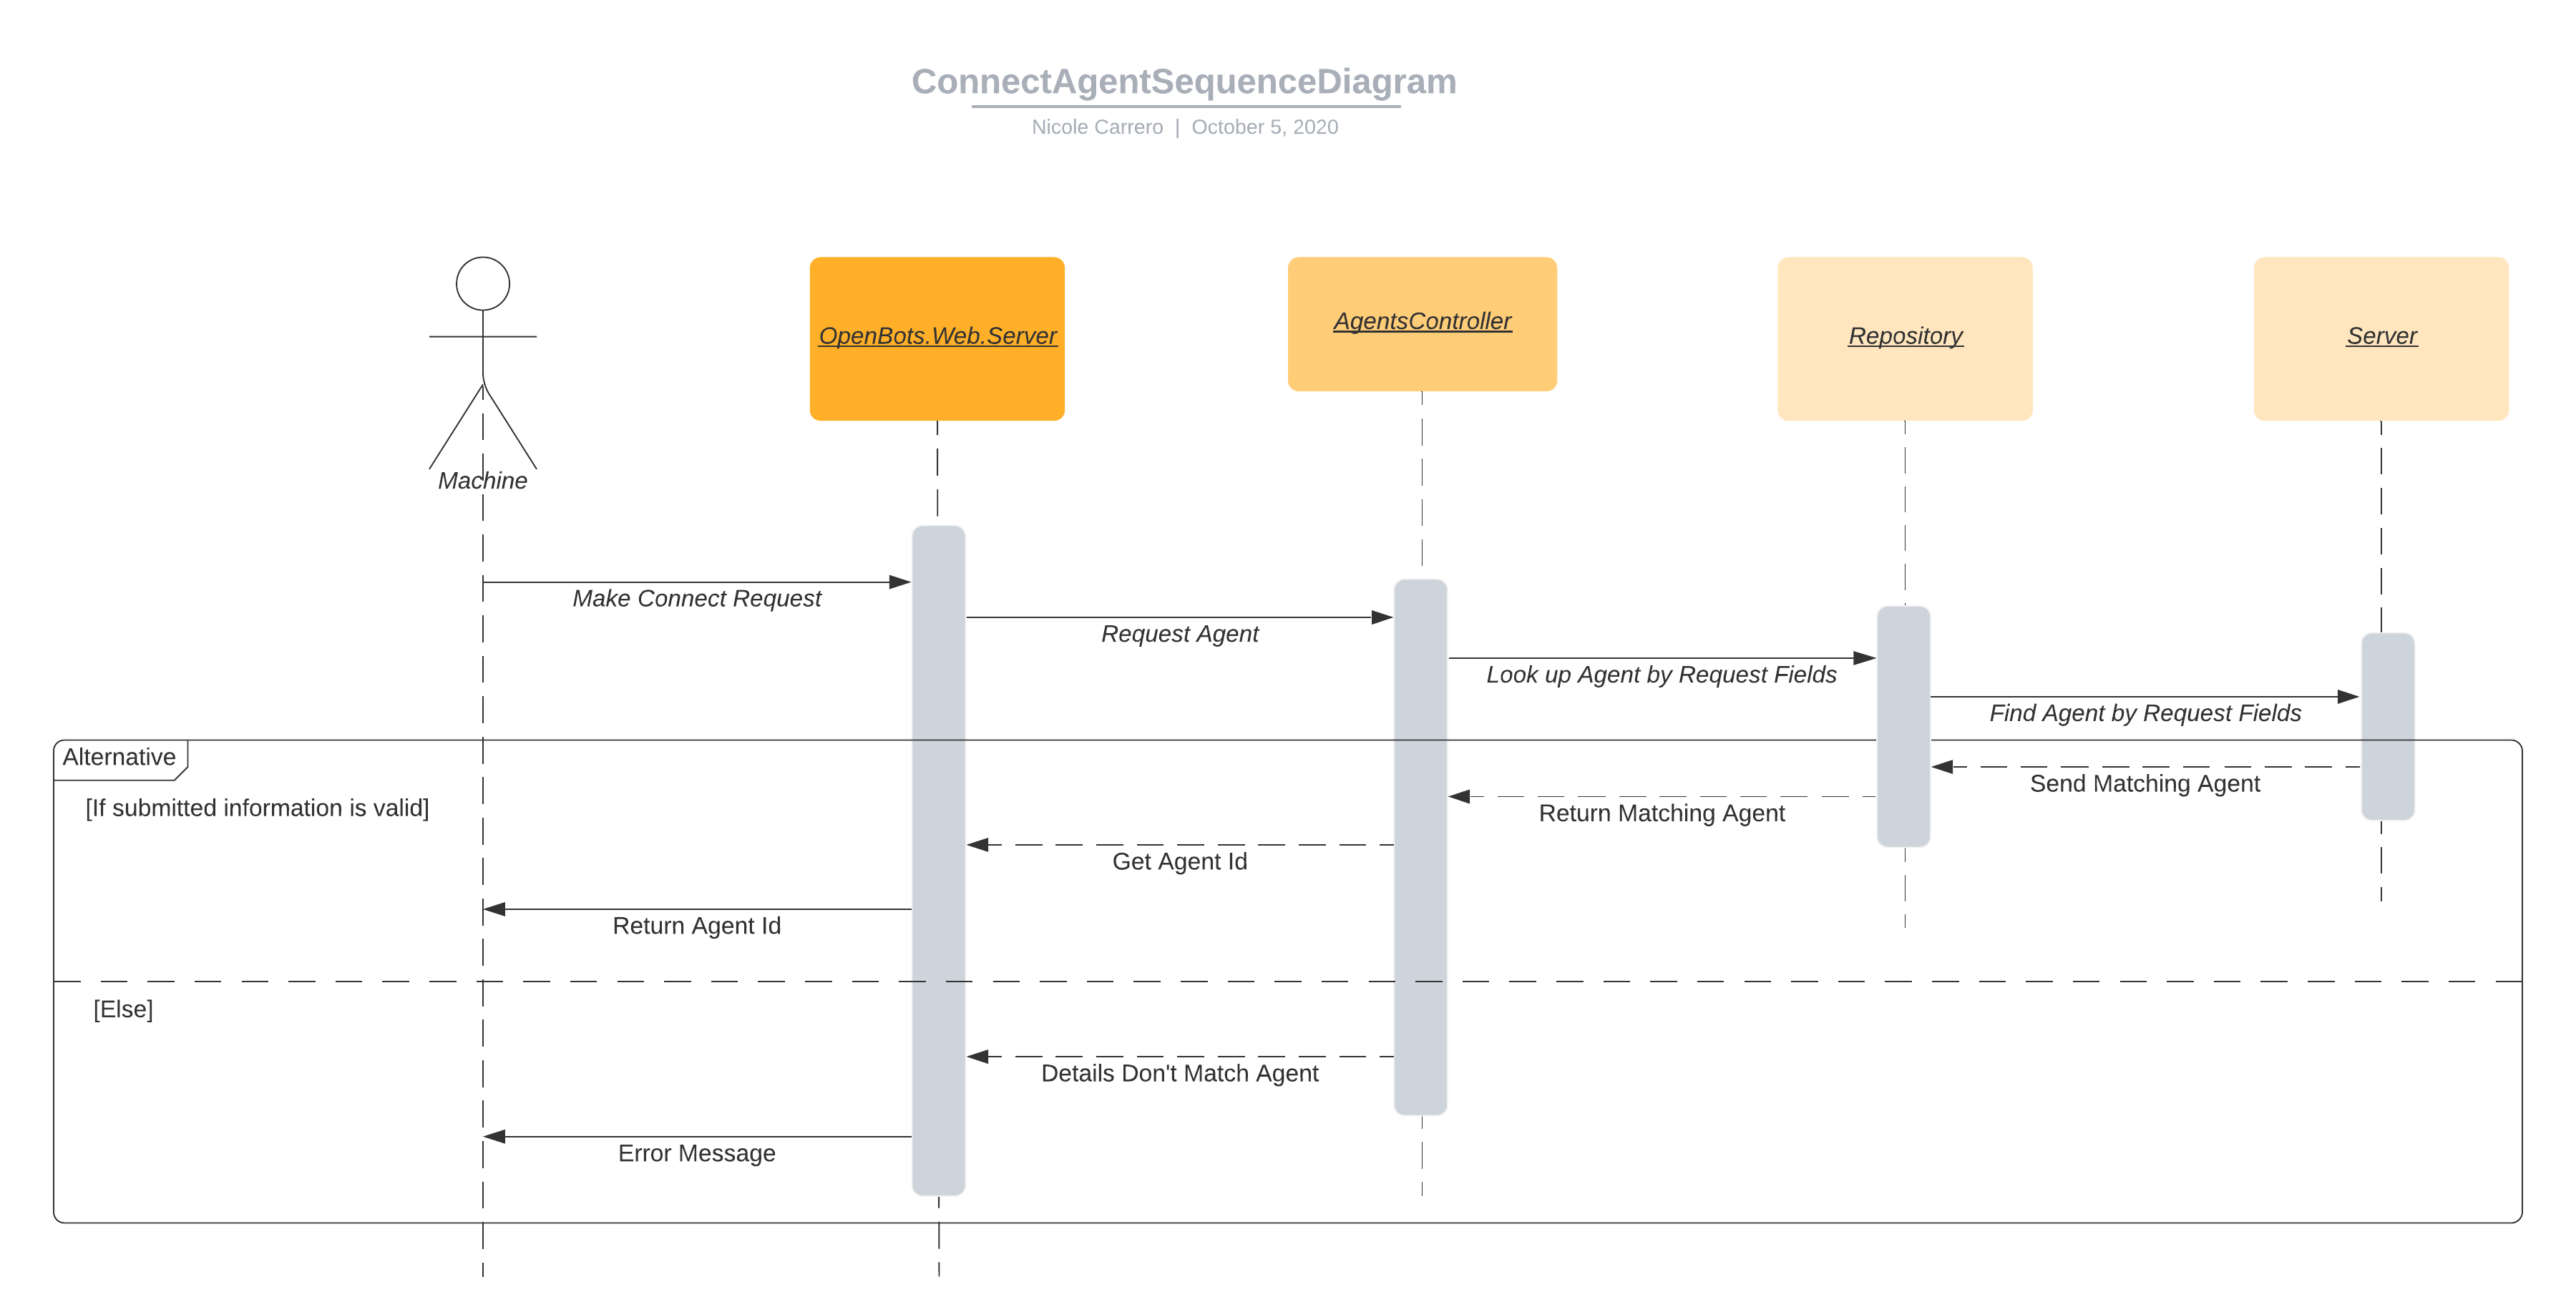 ConnectAgentSequenceDiagram
Nicole Carrero | October 5, 2020
OpenBots.Web.Server
AgentsController
Repository
Server
Machine
Make Connect Request
Request Agent
Look up Agent by Request Fields
Find Agent by Request Fields
Alternative
[If submitted information is valid]
Send Matching Agent
Return Matching Agent
Get Agent Id
Return Agent Id
[Else]
Details Don't Match Agent
Error Message